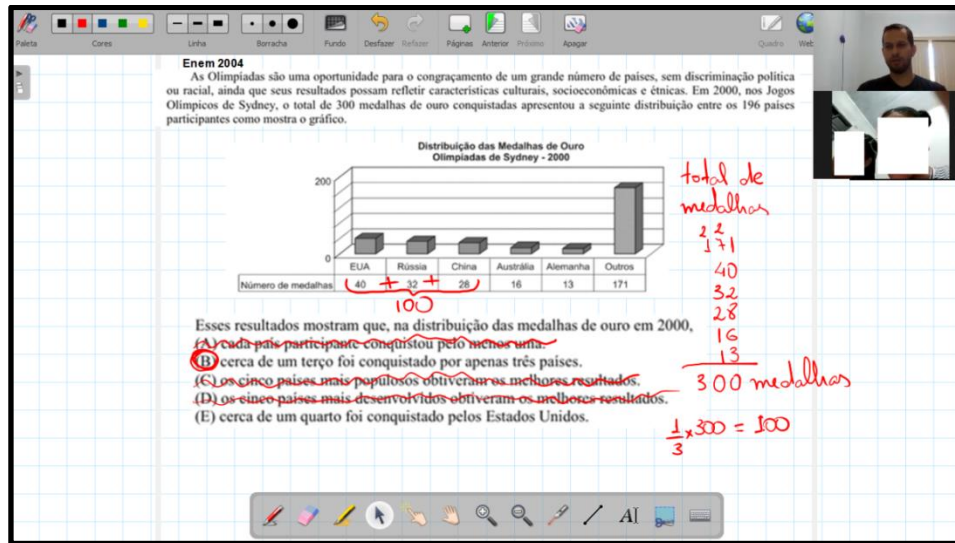 Paleta
Cores
Linha
Borracha
Fundo
Desfazer
Refazer
Páginas
Anterior
Próximo
Apagar
Quadro
Web
Enem 2004
As Olimpíadas são uma oportunidade para o congraçamento de um grande número de países, sem discriminação política
ou racial, ainda que seus resultados possam refletir características culturais, socioeconômicas e étnicas. Em 2000, nos Jogos
Olímpicos de Sydney, o total de 300 medalhas de ouro conquistadas apresentou a seguinte distribuição entre os 196 países
participantes como mostra o gráfico.
Distribuição das Medalhas de Ouro
Olimpíadas de Sydney - 2000
200
0
EUA Rússia China Austrália Alemanha Outros
Número de medalhas 40 + 32 + 28 16 13 171
100
Esses resultados mostram que, na distribuição das medalhas de ouro em 2000,
(A) cada país participante conquistou pelo menos uma.
(B) cerca de um terço foi conquistado por apenas três países.
(C) os cinco países mais populosos obtiveram os melhores resultados.
(D) os cinco países mais desenvolvidos obtiveram os melhores resultados.
(E) cerca de um quarto foi conquistado pelos Estados Unidos.
total de
medalhas
2 2
171
40
32
28
16
13
300 medalhas
1/3 x 300 = 100
AI